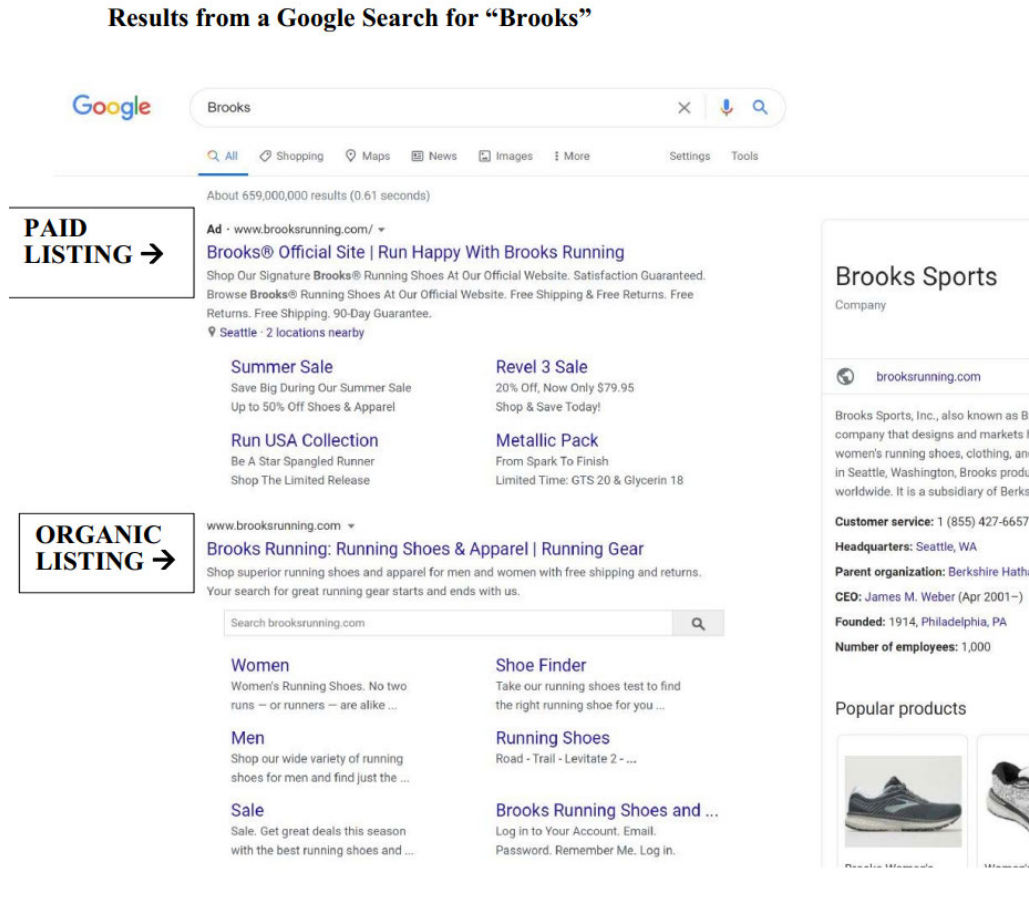 Results from a Google Search for “Brooks”
Google
Brooks
All Shopping Maps News Images More Settings Tools
About 659,000,000 results (0.61 seconds)
PAID
LISTING →
Ad · www.brooksrunning.com/
Brooks® Official Site | Run Happy With Brooks Running
Shop Our Signature Brooks® Running Shoes At Our Official Website. Satisfaction Guaranteed.
Browse Brooks® Running Shoes At Our Official Website. Free Shipping & Free Returns. Free
Returns. Free Shipping. 90-Day Guarantee.
Seattle · 2 locations nearby
Summer Sale
Save Big During Our Summer Sale
Up to 50% Off Shoes & Apparel
Revel 3 Sale
20% Off, Now Only $79.95
Shop & Save Today!
Run USA Collection
Be A Star Spangled Runner
Shop The Limited Release
Metallic Pack
From Spark To Finish
Limited Time: GTS 20 & Glycerin 18
ORGANIC
LISTING →
www.brooksrunning.com
Brooks Running: Running Shoes & Apparel | Running Gear
Shop superior running shoes and apparel for men and women with free shipping and returns.
Your search for great running gear starts and ends with us.
Search brooksrunning.com
Women
Women's Running Shoes. No two
runs — or runners — are alike ...
Shoe Finder
Take our running shoes test to find
the right running shoe for you ...
Men
Shop our wide variety of running
shoes for men and find just the ...
Running Shoes
Road - Trail - Levitate 2 - ...
Sale
Sale. Get great deals this season
with the best running shoes and ...
Brooks Running Shoes and ...
Log in to Your Account. Email.
Password. Remember Me. Log in.
Brooks Sports
Company
brooksrunning.com
Brooks Sports, Inc., also known as B
company that designs and markets
women's running shoes, clothing, an
in Seattle, Washington, Brooks produ
worldwide. It is a subsidiary of Berks
Customer service: 1 (855) 427-6657
Headquarters: Seattle, WA
Parent organization: Berkshire Hatha
CEO: James M. Weber (Apr 2001–)
Founded: 1914, Philadelphia, PA
Number of employees: 1,000
Popular products